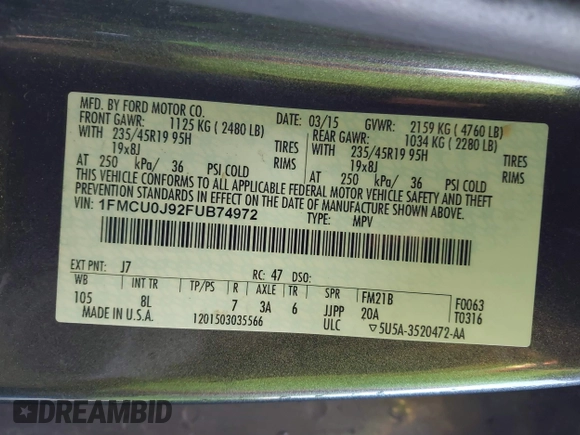 MFD. BY FORD MOTOR CO.
DATE: 03/15 GVWR: 2159 KG ( 4760 LB)
FRONT GAWR: 1125 KG ( 2480 LB) REAR GAWR: 1034 KG ( 2280 LB)
WITH 235/45R19 95H TIRES WITH 235/45R19 95H TIRES
19x8J RIMS 19x8J RIMS
AT 250 kPa/ 36 PSI COLD AT 250 kPa/ 36 PSI COLD
THIS VEHICLE CONFORMS TO ALL APPLICABLE FEDERAL MOTOR VEHICLE SAFETY AND THEFT
PREVENTION STANDARDS IN EFFECT ON THE DATE OF MANUFACTURE SHOWN ABOVE.
VIN: 1FMCU0J92FUB74972
TYPE: MPV
EXT PNT: J7 RC: 47 DSO:
WB INT TR TP/PS R AXLE TR SPR FM21B F0063
105 8L 7 3A 6 JJPP 20A T0316
MADE IN U.S.A. 1201503035566 ULC ▽5U5A-3520472-AA
DREAMBID